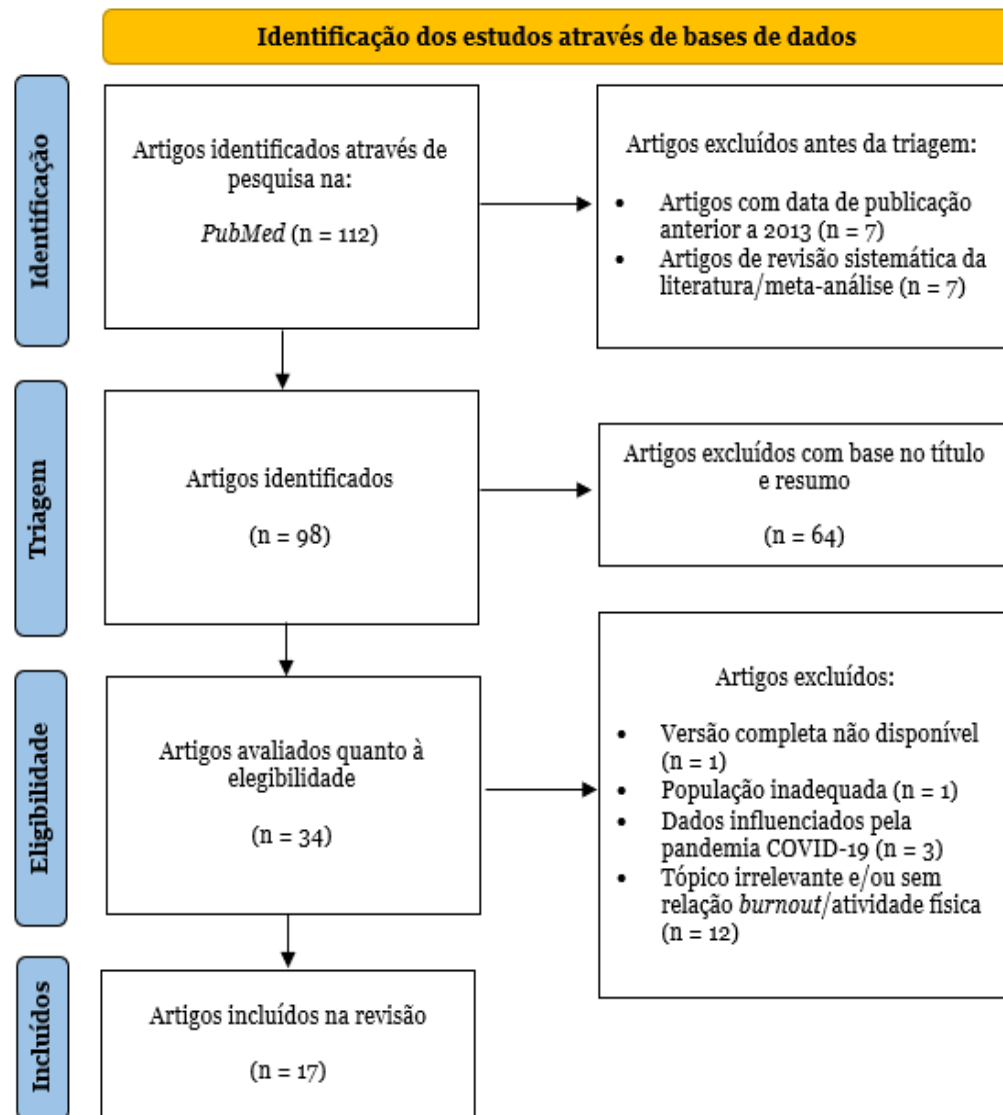 Identificação dos estudos através de bases de dados
Identificação
Artigos identificados através de
pesquisa na:
PubMed (n = 112)
Artigos excluídos antes da triagem:
• Artigos com data de publicação
anterior a 2013 (n = 7)
• Artigos de revisão sistemática da
literatura/meta-análise (n = 7)
Triagem
Artigos identificados
(n = 98)
Artigos excluídos com base no título
e resumo
(n = 64)
Eligibilidade
Artigos avaliados quanto à
elegibilidade
(n = 34)
Artigos excluídos:
• Versão completa não disponível
(n = 1)
• População inadequada (n = 1)
• Dados influenciados pela
pandemia COVID-19 (n = 3)
• Tópico irrelevante e/ou sem
relação burnout/atividade física
(n = 12)
Incluídos
Artigos incluídos na revisão
(n = 17)